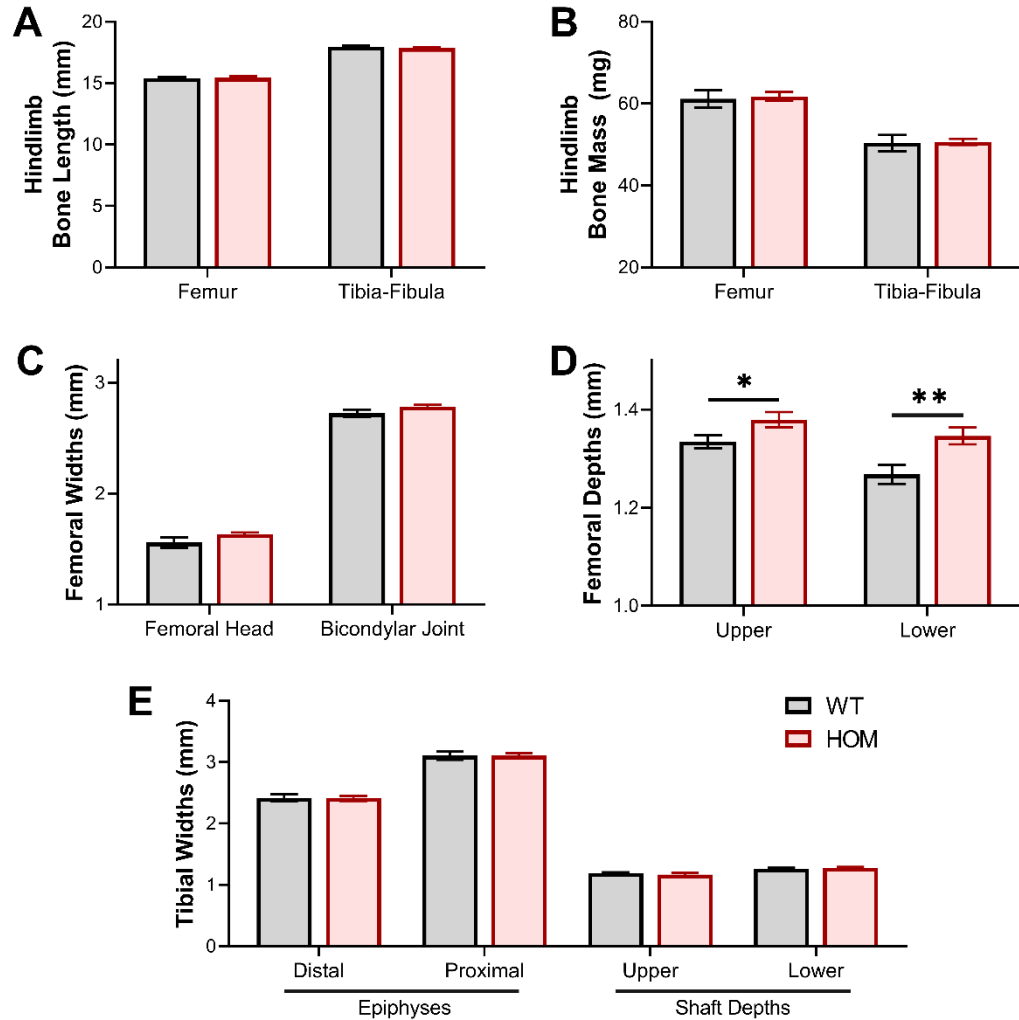 A
Hindlimb
Bone Length (mm)
20
15
10
5
0
Femur
Tibia-Fibula
B
Hindlimb
Bone Mass (mg)
80
60
40
20
Femur
Tibia-Fibula
C
Femoral Widths (mm)
3
2
1
Femoral Head
Bicondylar Joint
D
Femoral Depths (mm)
1.4
1.2
1.0
*
**
Upper
Lower
E
Tibial Widths (mm)
4
3
2
1
0
WT
HOM
Distal
Proximal
Upper
Lower
Epiphyses
Shaft Depths